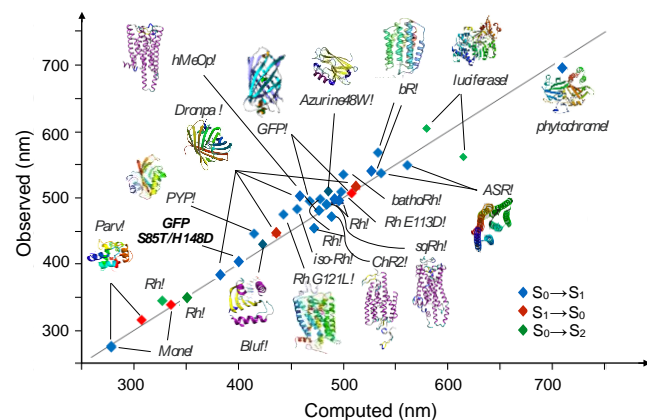 700
600
500
400
300
Observed (nm)
300
400
500
600
700
Computed (nm)
hMeOp!
Dronpa !
GFP!
Azurine48W!
bR!
luciferase!
phytochrome!
PYP!
GFP
S85T/H148D
Parv!
Rh!
Rh!
Mone!
Bluf!
Rh G121L!
iso-Rh!
Rh!
Rh!
ChR2!
sqRh!
Rh E113D!
bathoRh!
ASR!
S₀→S₁
S₁→S₀
S₀→S₂